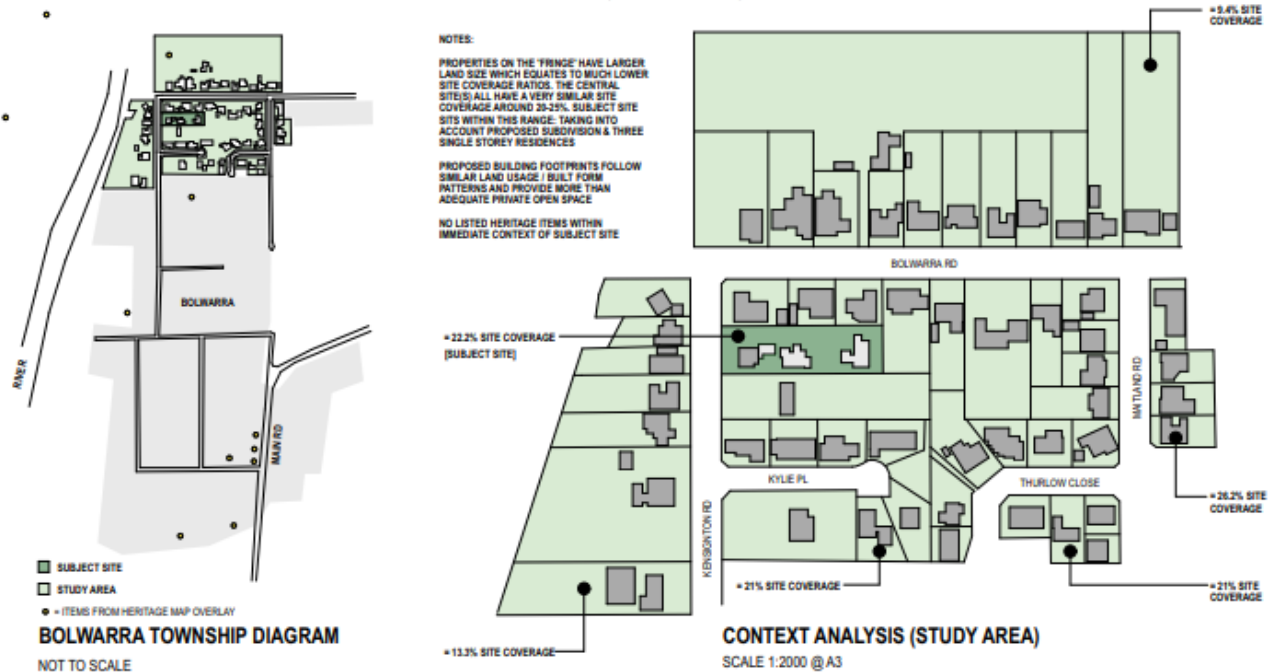 = 9.4% SITE
COVERAGE
NOTES:
PROPERTIES ON THE 'FRINGE' HAVE LARGER
LAND SIZE WHICH EQUATES TO MUCH LOWER
SITE COVERAGE RATIOS. THE CENTRAL
SITE(S) ALL HAVE A VERY SIMILAR SITE
COVERAGE AROUND 20-25%. SUBJECT SITE
SITS WITHIN THIS RANGE: TAKING INTO
ACCOUNT PROPOSED SUBDIVISION & THREE
SINGLE STOREY RESIDENCES
PROPOSED BUILDING FOOTPRINTS FOLLOW
SIMILAR LAND USAGE / BUILT FORM
PATTERNS AND PROVIDE MORE THAN
ADEQUATE PRIVATE OPEN SPACE
NO LISTED HERITAGE ITEMS WITHIN
IMMEDIATE CONTEXT OF SUBJECT SITE
BOLWARRA RD
BOLWARRA
RIVER
MAIN RD
= 22.2% SITE COVERAGE
[SUBJECT SITE]
MAITLAND RD
KYLIE PL
THURLOW CLOSE
KENSIGNTON RD
= 26.2% SITE
COVERAGE
= 21% SITE COVERAGE
= 21% SITE
COVERAGE
= 13.3% SITE COVERAGE
SUBJECT SITE
STUDY AREA
= ITEMS FROM HERITAGE MAP OVERLAY
BOLWARRA TOWNSHIP DIAGRAM
NOT TO SCALE
CONTEXT ANALYSIS (STUDY AREA)
SCALE 1:2000 @ A3